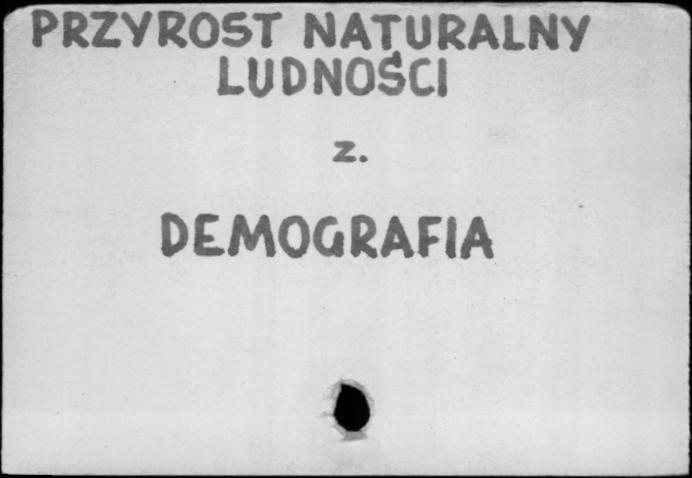 PRZYROST NATURALNY
LUDNOŚCI
z.
DEMOGRAFIA